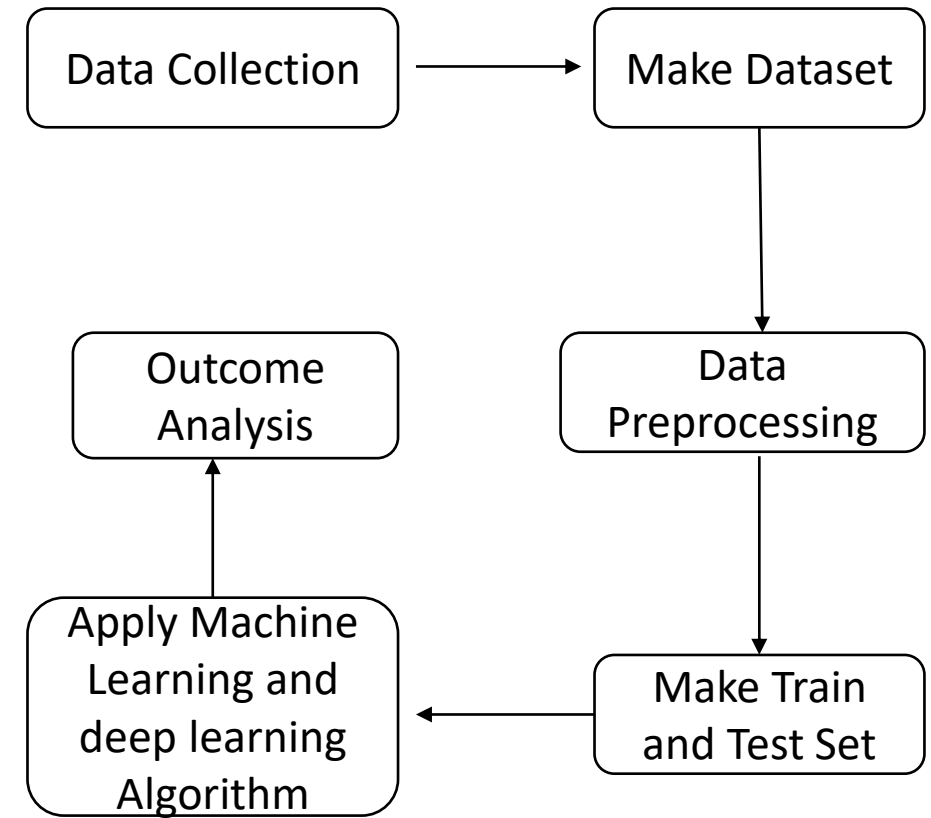 Data Collection
Make Dataset
Data
Preprocessing
Make Train
and Test Set
Apply Machine
Learning and
deep learning
Algorithm
Outcome
Analysis